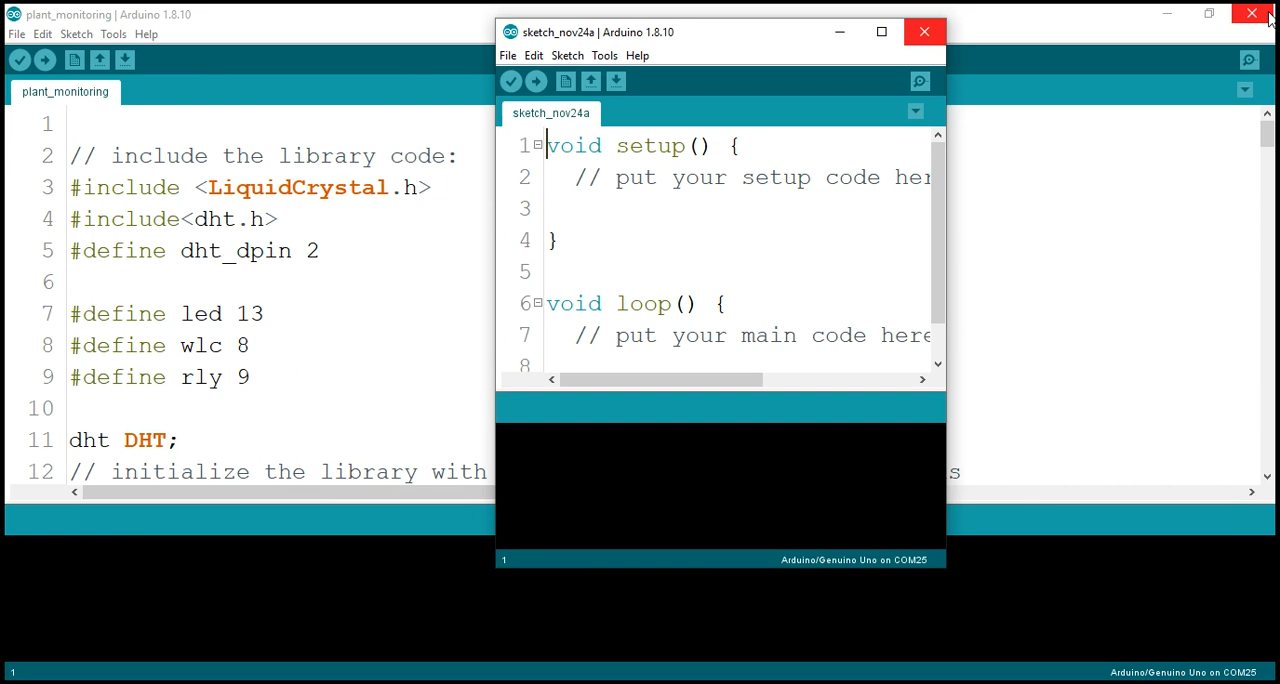 plant_monitoring | Arduino 1.8.10
File Edit Sketch Tools Help
plant_monitoring
1
2 // include the library code:
3 #include <LiquidCrystal.h>
4 #include<dht.h>
5 #define dht_dpin 2
6
7 #define led 13
8 #define wlc 8
9 #define rly 9
10
11 dht DHT;
12 // initialize the library with s
1 Arduino/Genuino Uno on COM25
sketch_nov24a | Arduino 1.8.10
File Edit Sketch Tools Help
sketch_nov24a
1 void setup() {
2 // put your setup code her
3
4 }
5
6 void loop() {
7 // put your main code here
8
1 Arduino/Genuino Uno on COM25